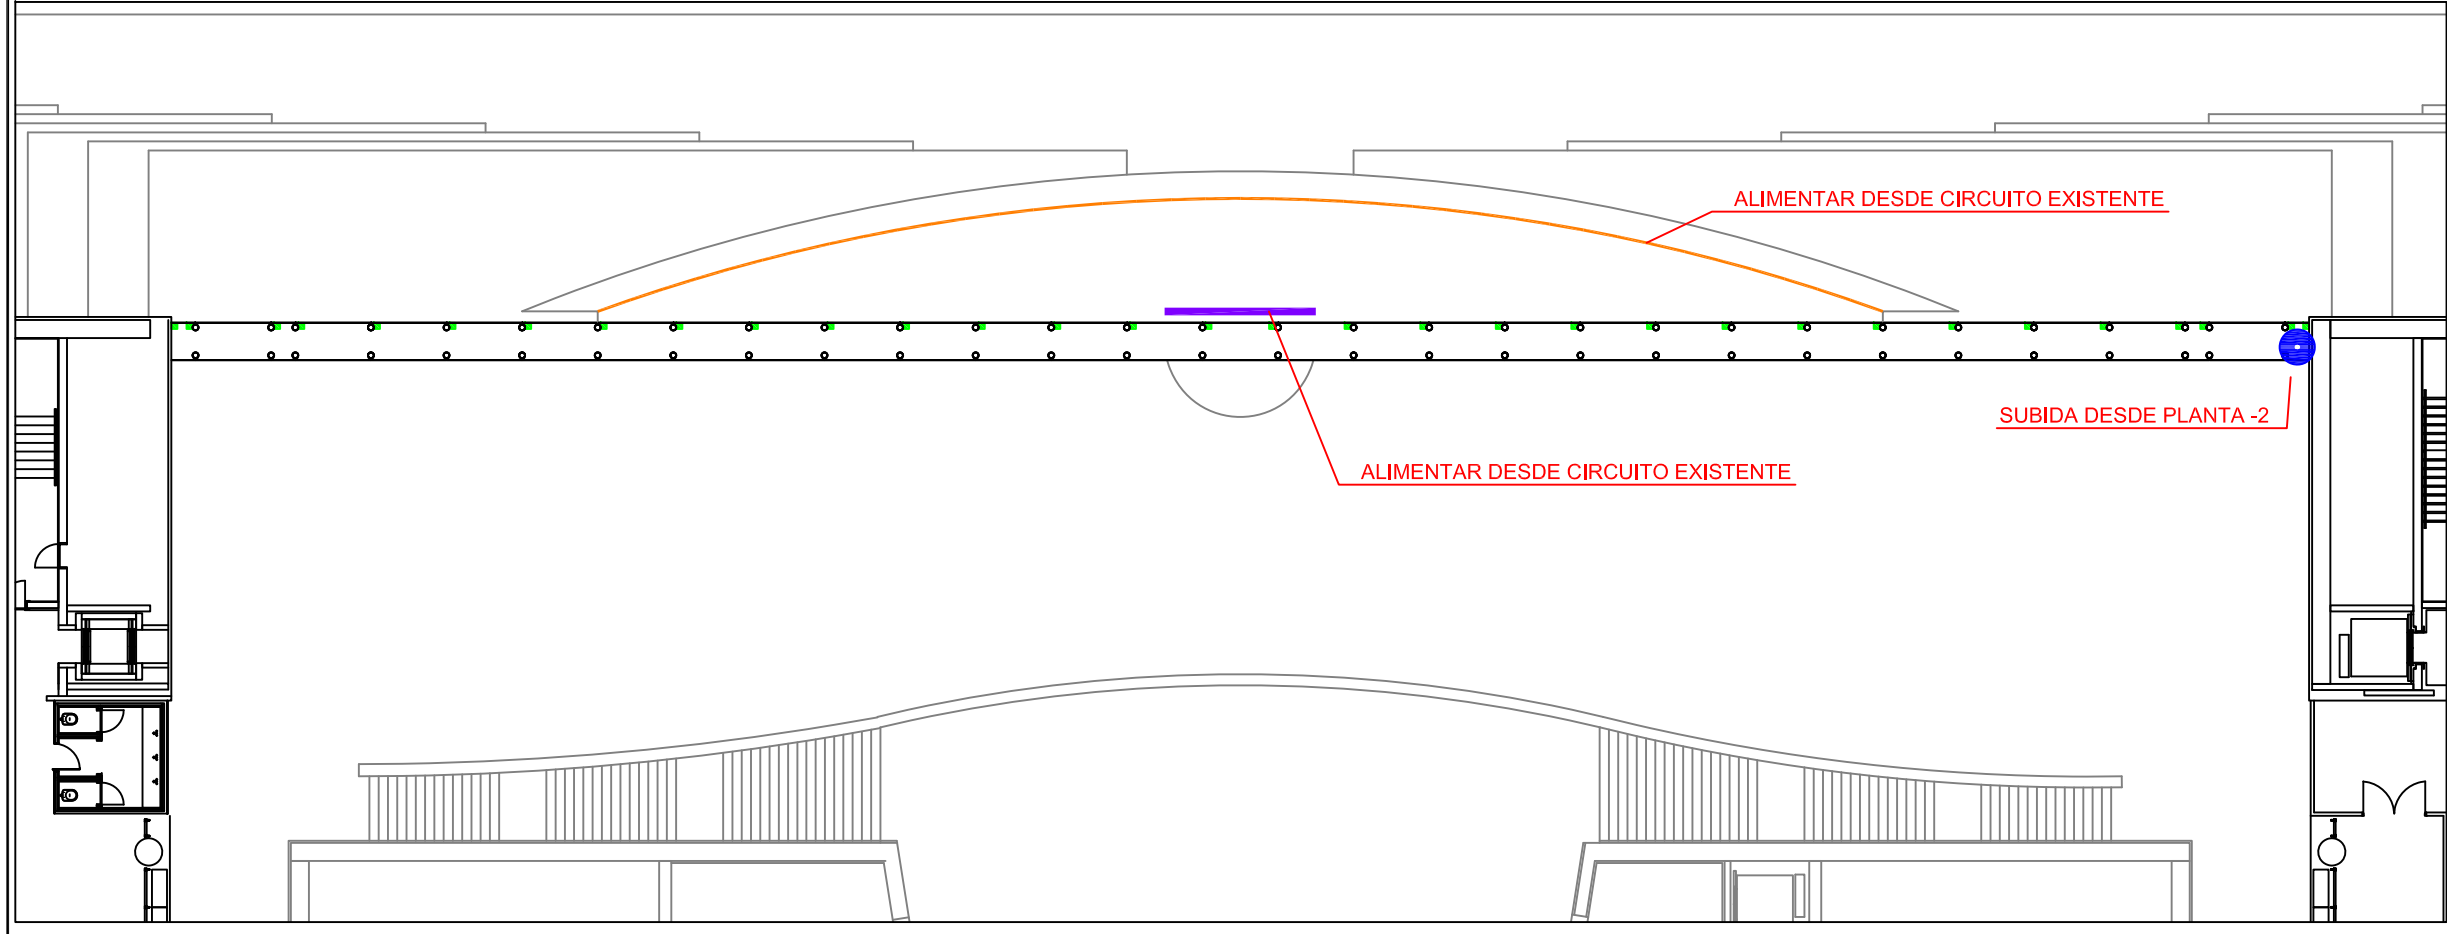 ALIMENTAR DESDE CIRCUITO EXISTENTE
SUBIDA DESDE PLANTA -2
ALIMENTAR DESDE CIRCUITO EXISTENTE